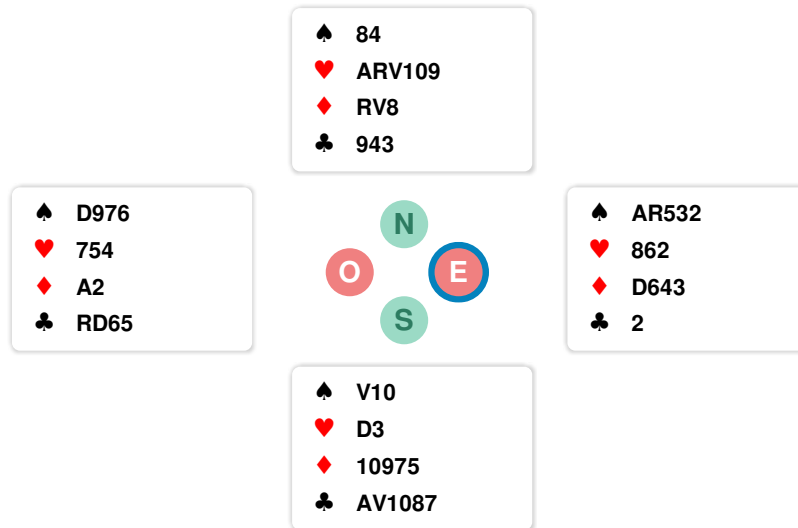 ♠ 84
♥ ARV109
♦ RV8
♣ 943
♠ D976
♥ 754
♦ A2
♣ RD65
N
O
E
S
♠ AR532
♥ 862
♦ D643
♣ 2
♠ V10
♥ D3
♦ 10975
♣ AV1087